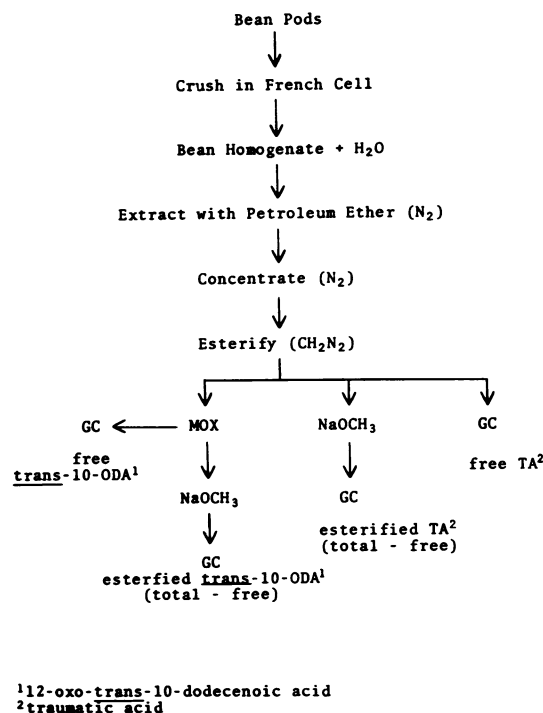 Bean Pods
Crush in French Cell
Bean Homogenate + H₂O
Extract with Petroleum Ether (N₂)
Concentrate (N₂)
Esterify (CH₂N₂)
GC
MOX
NaOCH₃
GC
free
trans-10-ODA¹
free TA²
NaOCH₃
GC
esterified TA²
(total - free)
GC
esterfied trans-10-ODA¹
(total - free)
¹12-oxo-trans-10-dodecenoic acid
²traumatic acid